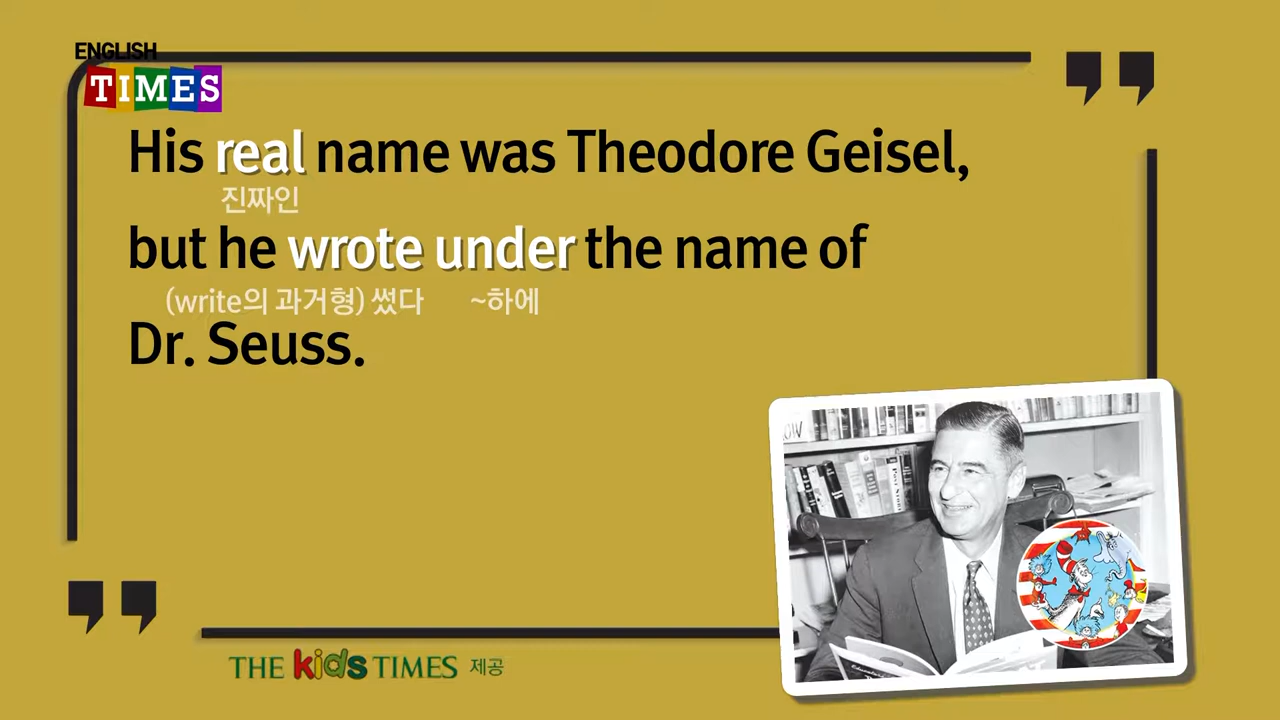 ENGLISH
TIMES
His real name was Theodore Geisel,
진짜인
but he wrote under the name of
(write의 과거형) 썼다 ~하에
Dr. Seuss.
THE kids TIMES 제공